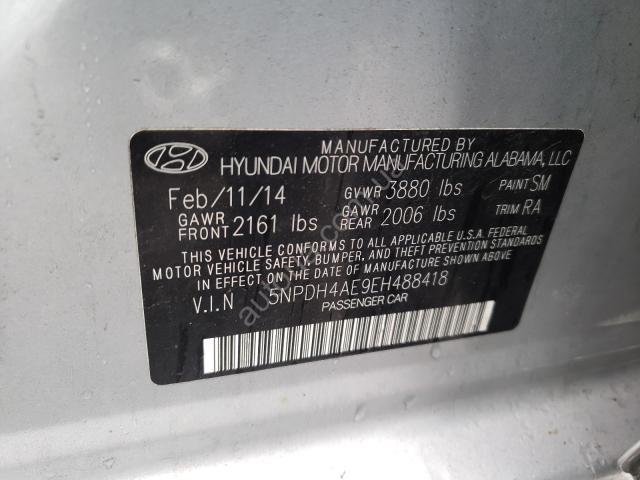 MANUFACTURED BY
HYUNDAI MOTOR MANUFACTURING ALABAMA, LLC
Feb/11/14 GVWR 3880 lbs PAINT SM
GAWR FRONT 2161 lbs GAWR REAR 2006 lbs TRIM RA
THIS VEHICLE CONFORMS TO ALL APPLICABLE U.S.A. FEDERAL
MOTOR VEHICLE SAFETY, BUMPER, AND THEFT PREVENTION STANDARDS
IN EFFECT ON THE DATE OF MANUFACTURE SHOWN ABOVE.
V.I.N 5NPDH4AE9EH488418
PASSENGER CAR